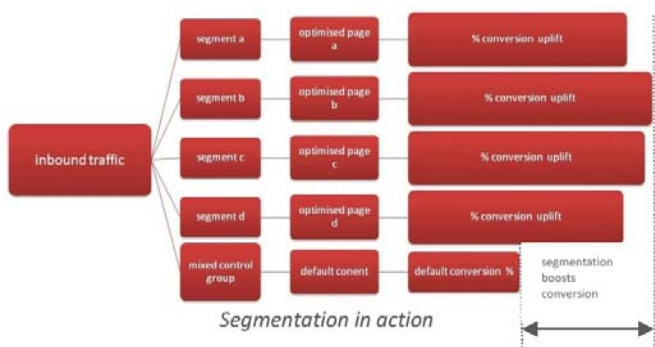 inbound traffic
segment a
optimised page
a
% conversion uplift
segment b
optimised page
b
% conversion uplift
segment c
optimised page
c
% conversion uplift
segment d
optimised page
d
% conversion uplift
mixed control
group
default conent
default conversion %
segmentation
boosts
conversion
Segmentation in action